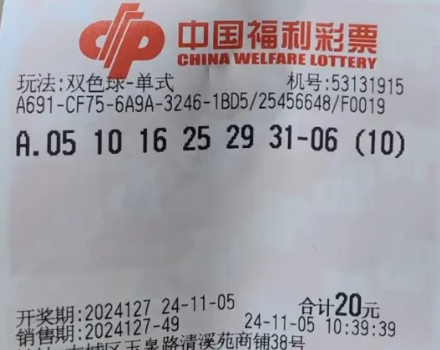 中国福利彩票
CHINA WELFARE LOTTERY
玩法:双色球-单式 机号:53131915
A691-CF75-6A9A-3246-1BD5/25456648/F0019
A.05 10 16 25 29 31-06 (10)
开奖期:2024127 24-11-05 合计20元
销售期:2024127-49 24-11-05 10:39:39
城区玉泉路清溪苑商铺38号